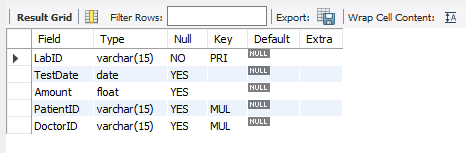 Result Grid Filter Rows: Export: Wrap Cell Content: IA
Field Type Null Key Default Extra
LabID varchar(15) NO PRI NULL
TestDate date YES NULL
Amount float YES NULL
PatientID varchar(15) YES MUL NULL
DoctorID varchar(15) YES MUL NULL